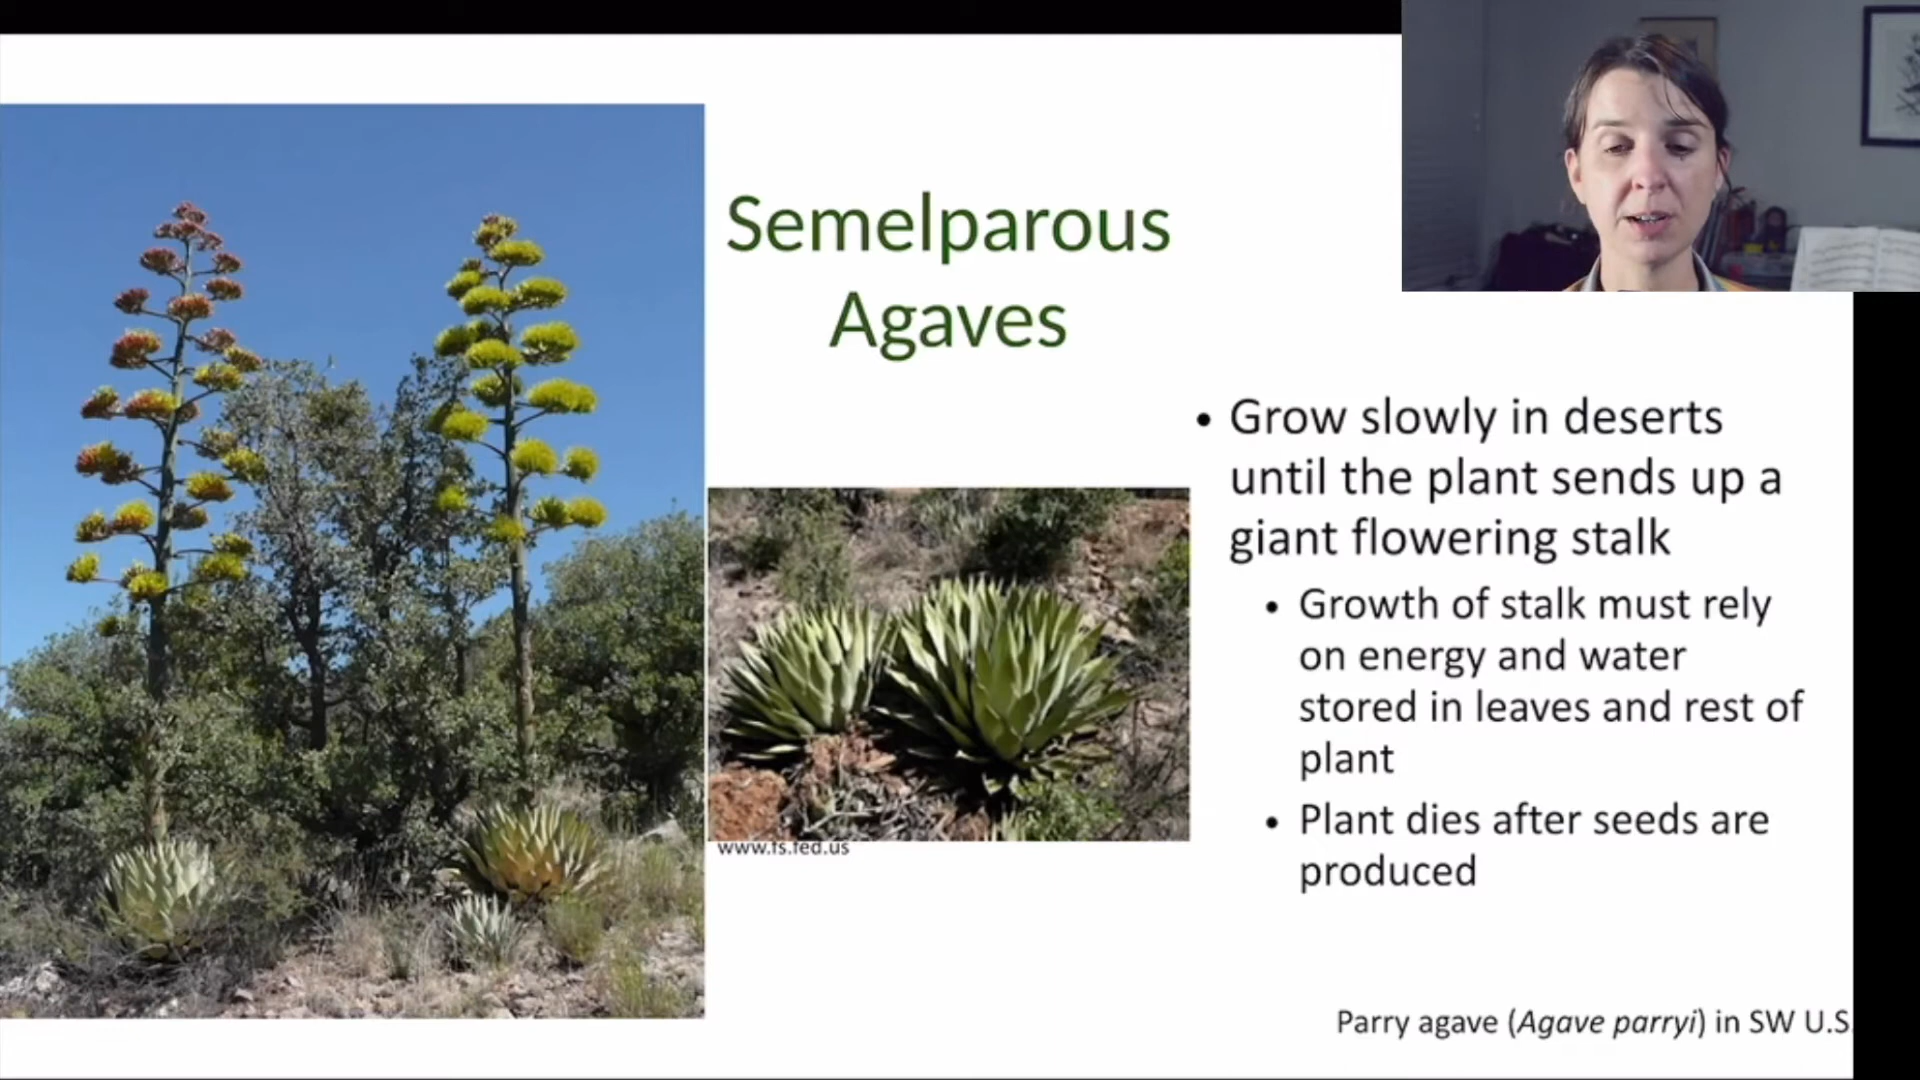 Semelparous
Agaves
• Grow slowly in deserts
until the plant sends up a
giant flowering stalk
• Growth of stalk must rely
on energy and water
stored in leaves and rest of
plant
• Plant dies after seeds are
produced
www.fs.fed.us
Parry agave (Agave parryi) in SW U.S.